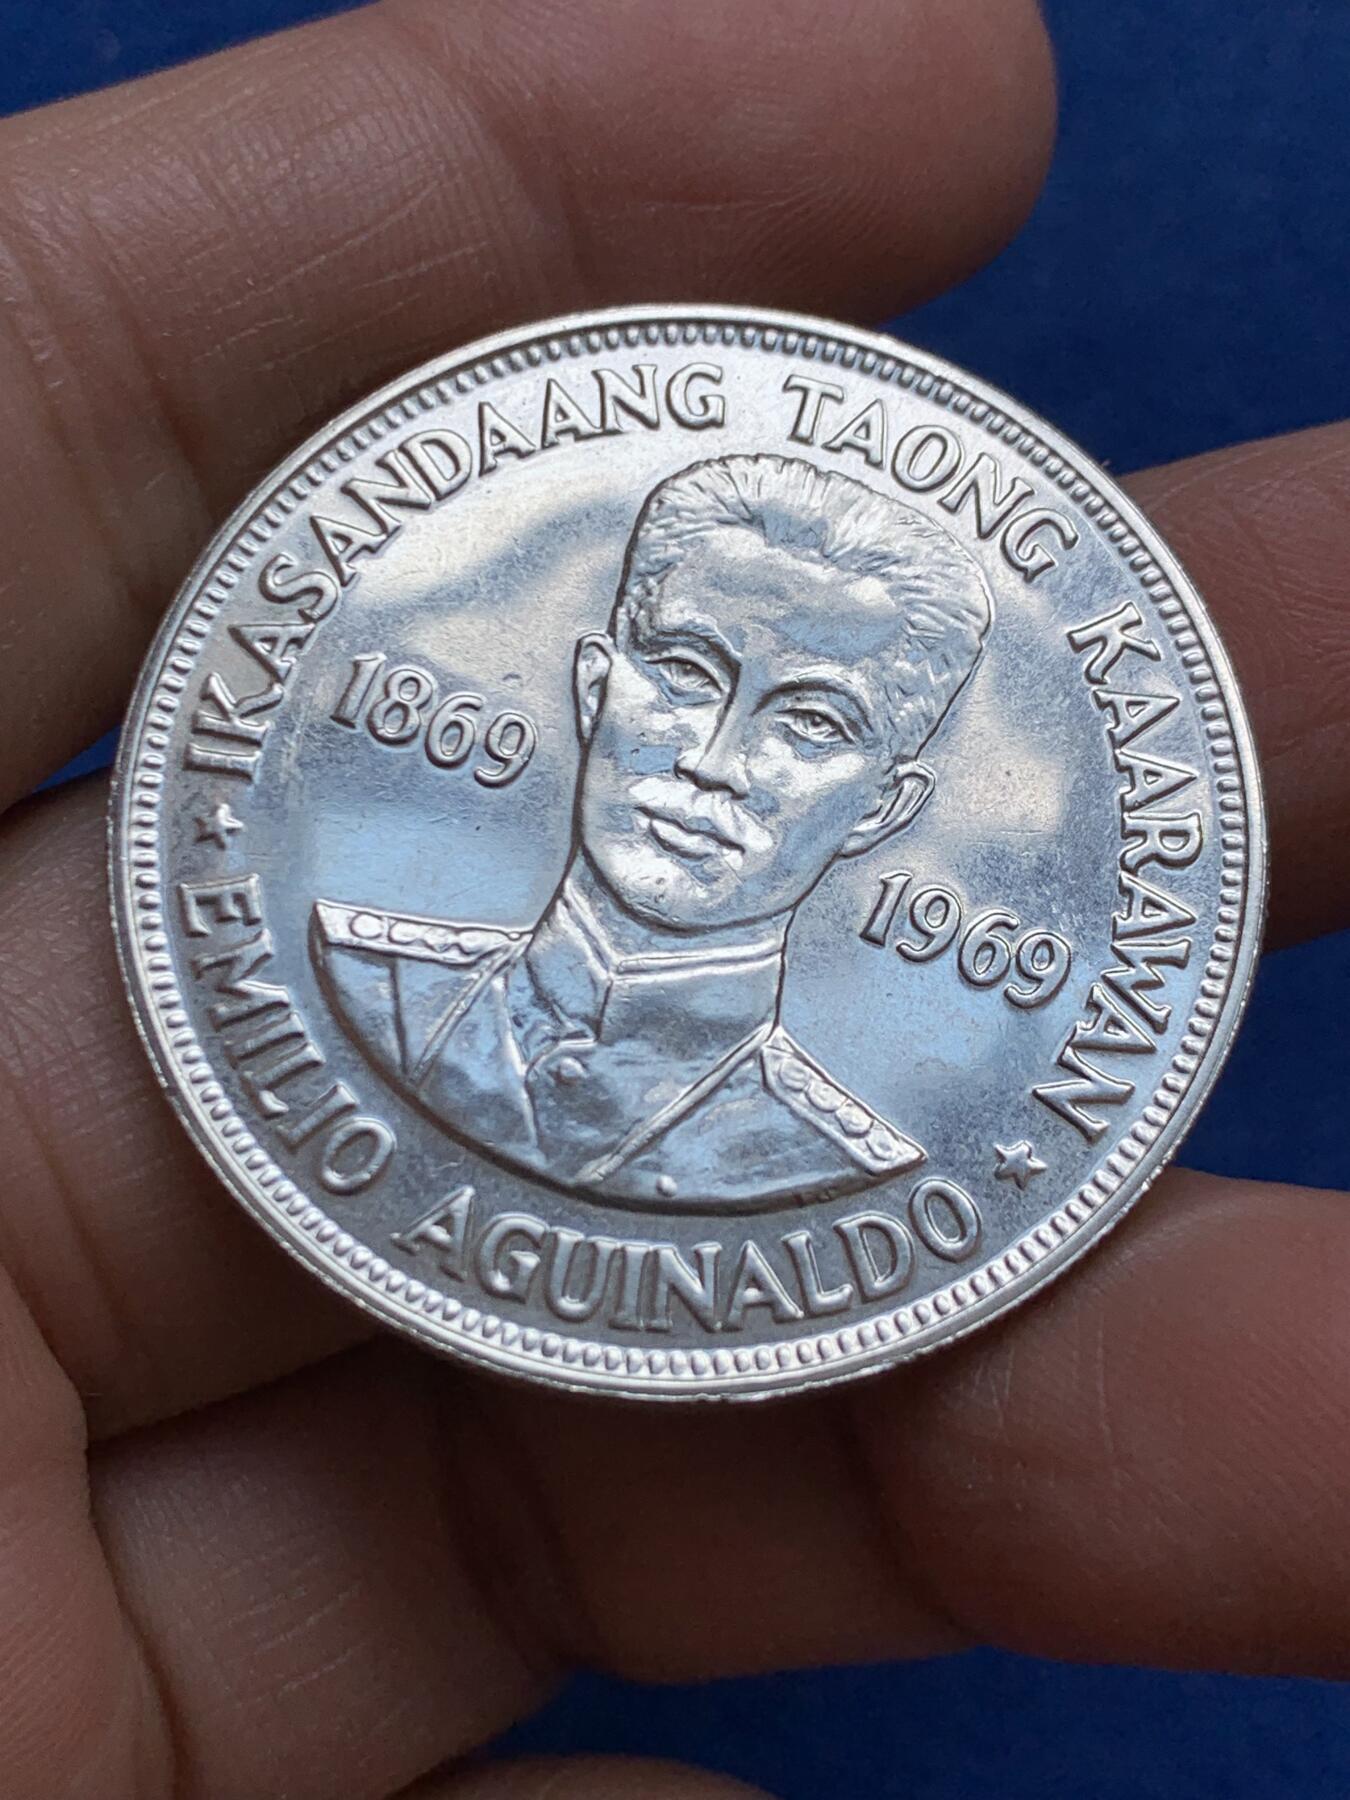 IKASANDAANG TAONG KAARAWAN
1869
1969
★ EMILIO AGUINALDO ★